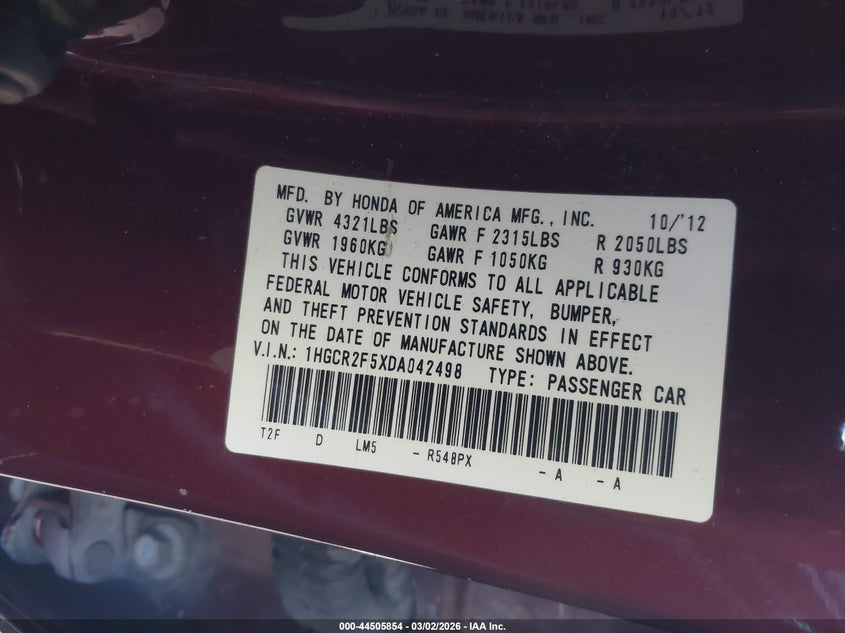 MFD. BY HONDA OF AMERICA MFG., INC. 10/'12
GVWR 4321LBS GAWR F 2315LBS R 2050LBS
GVWR 1960KG GAWR F 1050KG R 930KG
THIS VEHICLE CONFORMS TO ALL APPLICABLE
FEDERAL MOTOR VEHICLE SAFETY, BUMPER,
AND THEFT PREVENTION STANDARDS IN EFFECT
ON THE DATE OF MANUFACTURE SHOWN ABOVE.
V.I.N.: 1HGCR2F5XDA042498 TYPE: PASSENGER CAR
T2F D LM5 - R548PX - A - A
000-44505854 | 03/02/2026 - IAA Inc.